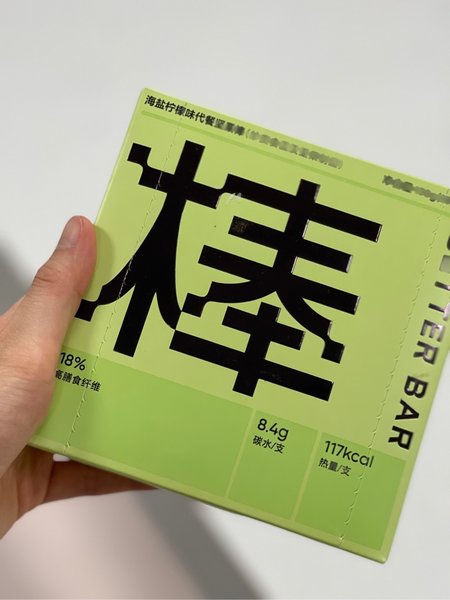 海盐柠檬味代餐坚果棒
棒
TTER BAR
18%
高膳食纤维
8.4g
碳水/支
117kcal
热量/支